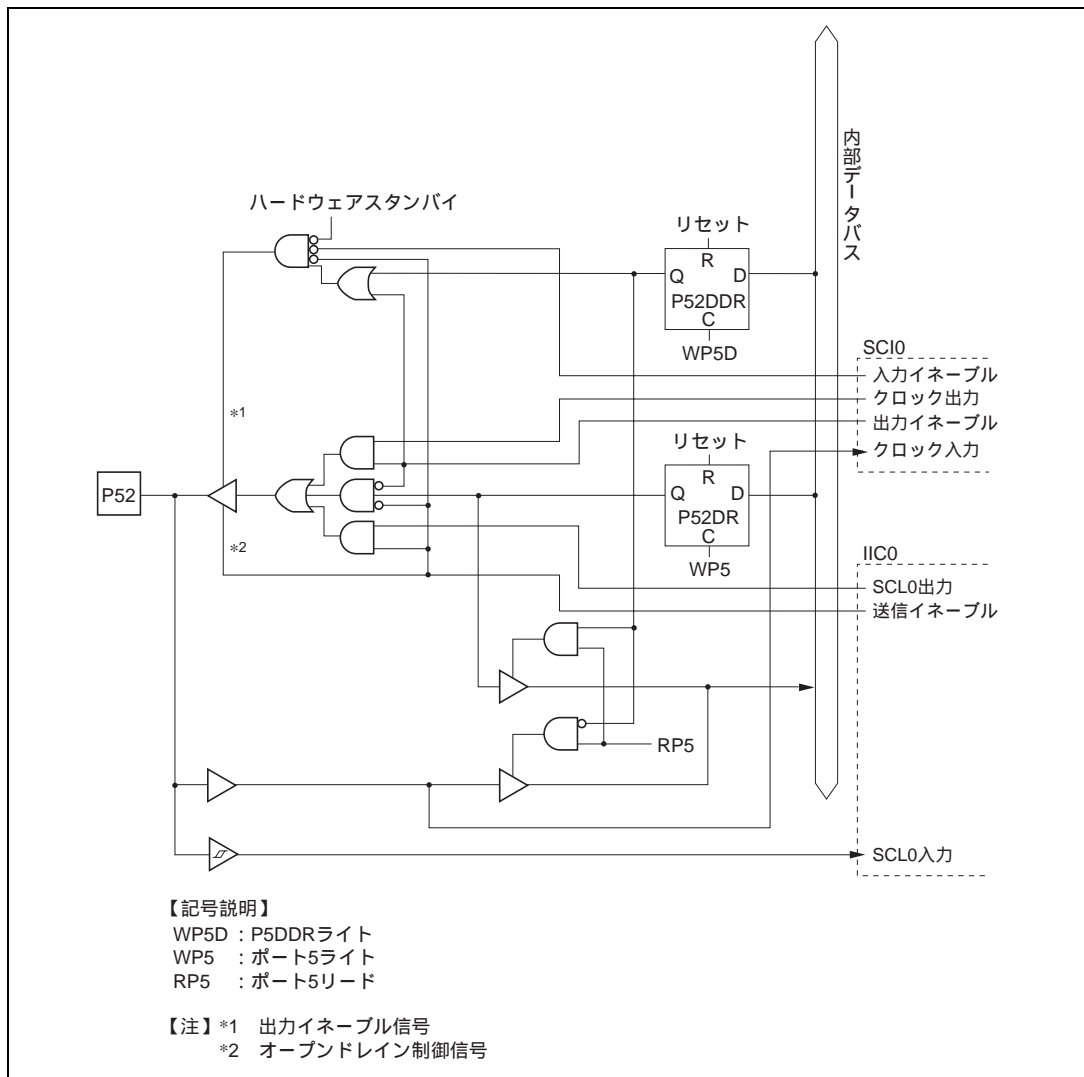 内部データバス
ハードウェアスタンバイ
リセット
R
Q D
P52DDR
C
WP5D
SCI0
入力イネーブル
クロック出力
出力イネーブル
クロック入力
*1
リセット
R
Q D
P52DR
C
WP5
P52
*2
IIC0
SCL0出力
送信イネーブル
RP5
SCL0入力
【記号説明】
WP5D : P5DDRライト
WP5 : ポート5ライト
RP5 : ポート5リード
【注】*1 出力イネーブル信号
*2 オープンドレイン制御信号